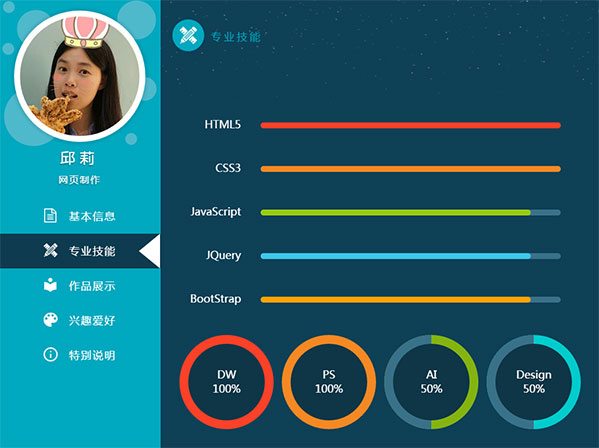 邱莉
网页制作
基本信息
专业技能
作品展示
兴趣爱好
特别说明
专业技能
HTML5
CSS3
JavaScript
JQuery
BootStrap
DW
100%
PS
100%
AI
50%
Design
50%